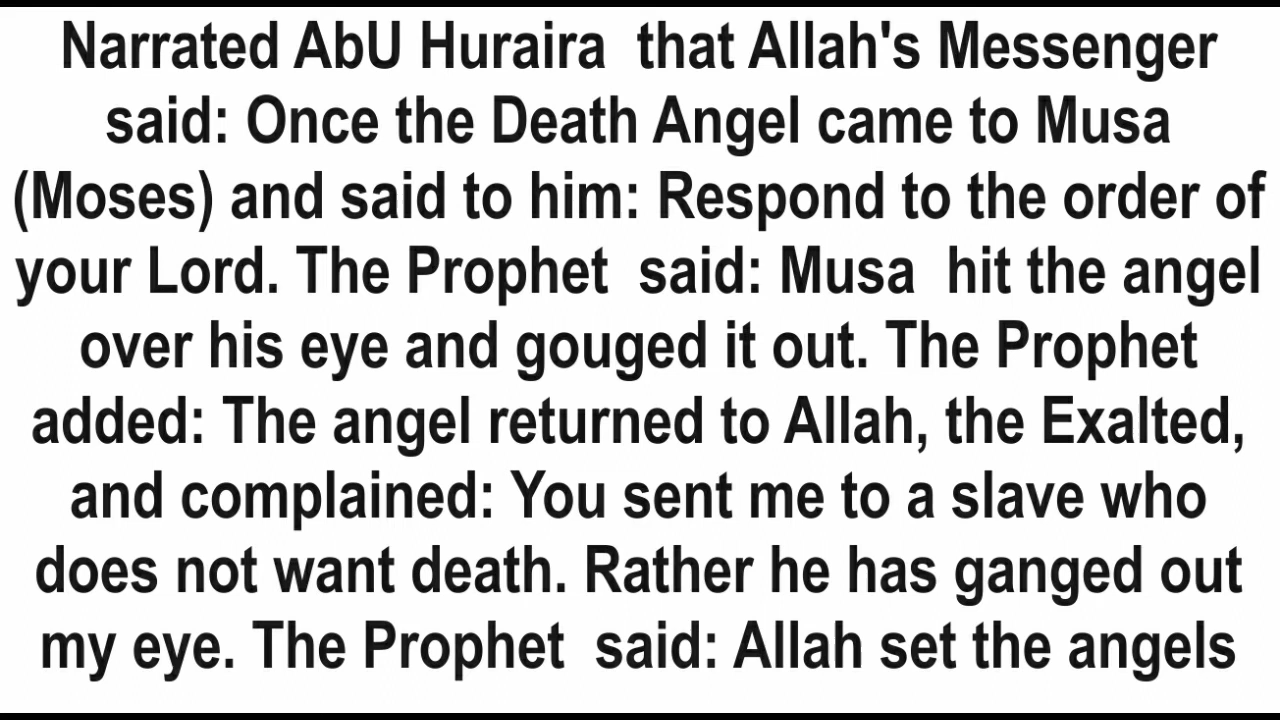 Narrated AbU Huraira that Allah's Messenger
said: Once the Death Angel came to Musa
(Moses) and said to him: Respond to the order of
your Lord. The Prophet said: Musa hit the angel
over his eye and gouged it out. The Prophet
added: The angel returned to Allah, the Exalted,
and complained: You sent me to a slave who
does not want death. Rather he has ganged out
my eye. The Prophet said: Allah set the angels